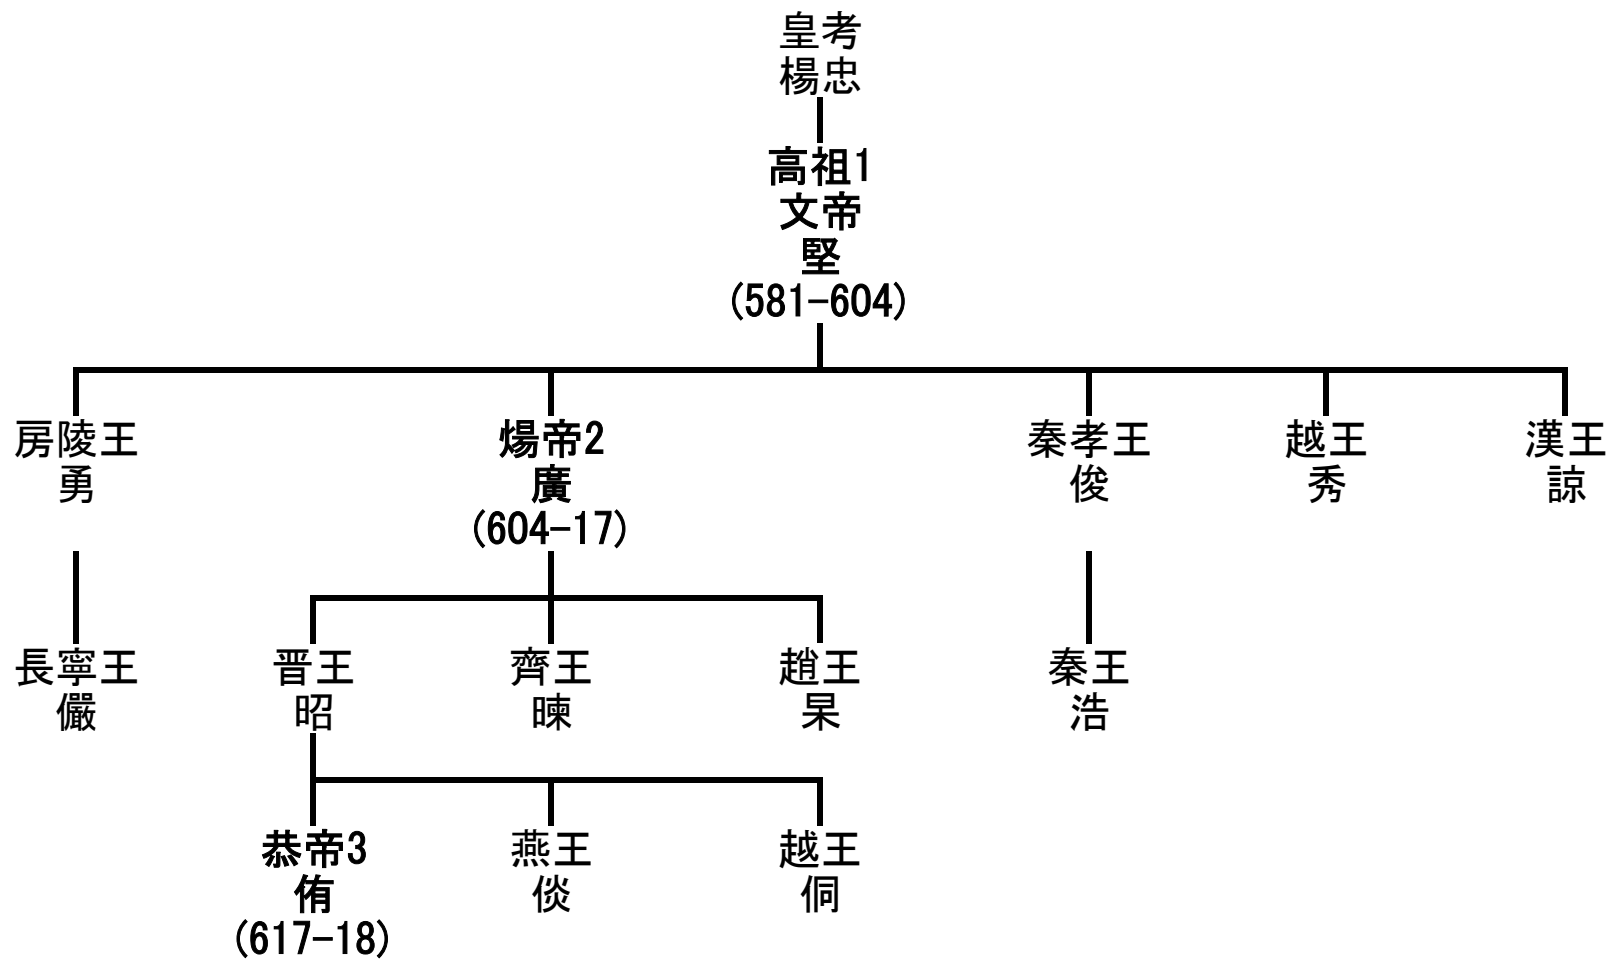 皇考
楊忠
高祖1
文帝
堅
(581-604)
房陵王
勇
煬帝2
廣
(604-17)
秦孝王
俊
越王
秀
漢王
諒
長寧王
儼
晋王
昭
齊王
暕
趙王
杲
秦王
浩
恭帝3
侑
(617-18)
燕王
倓
越王
侗